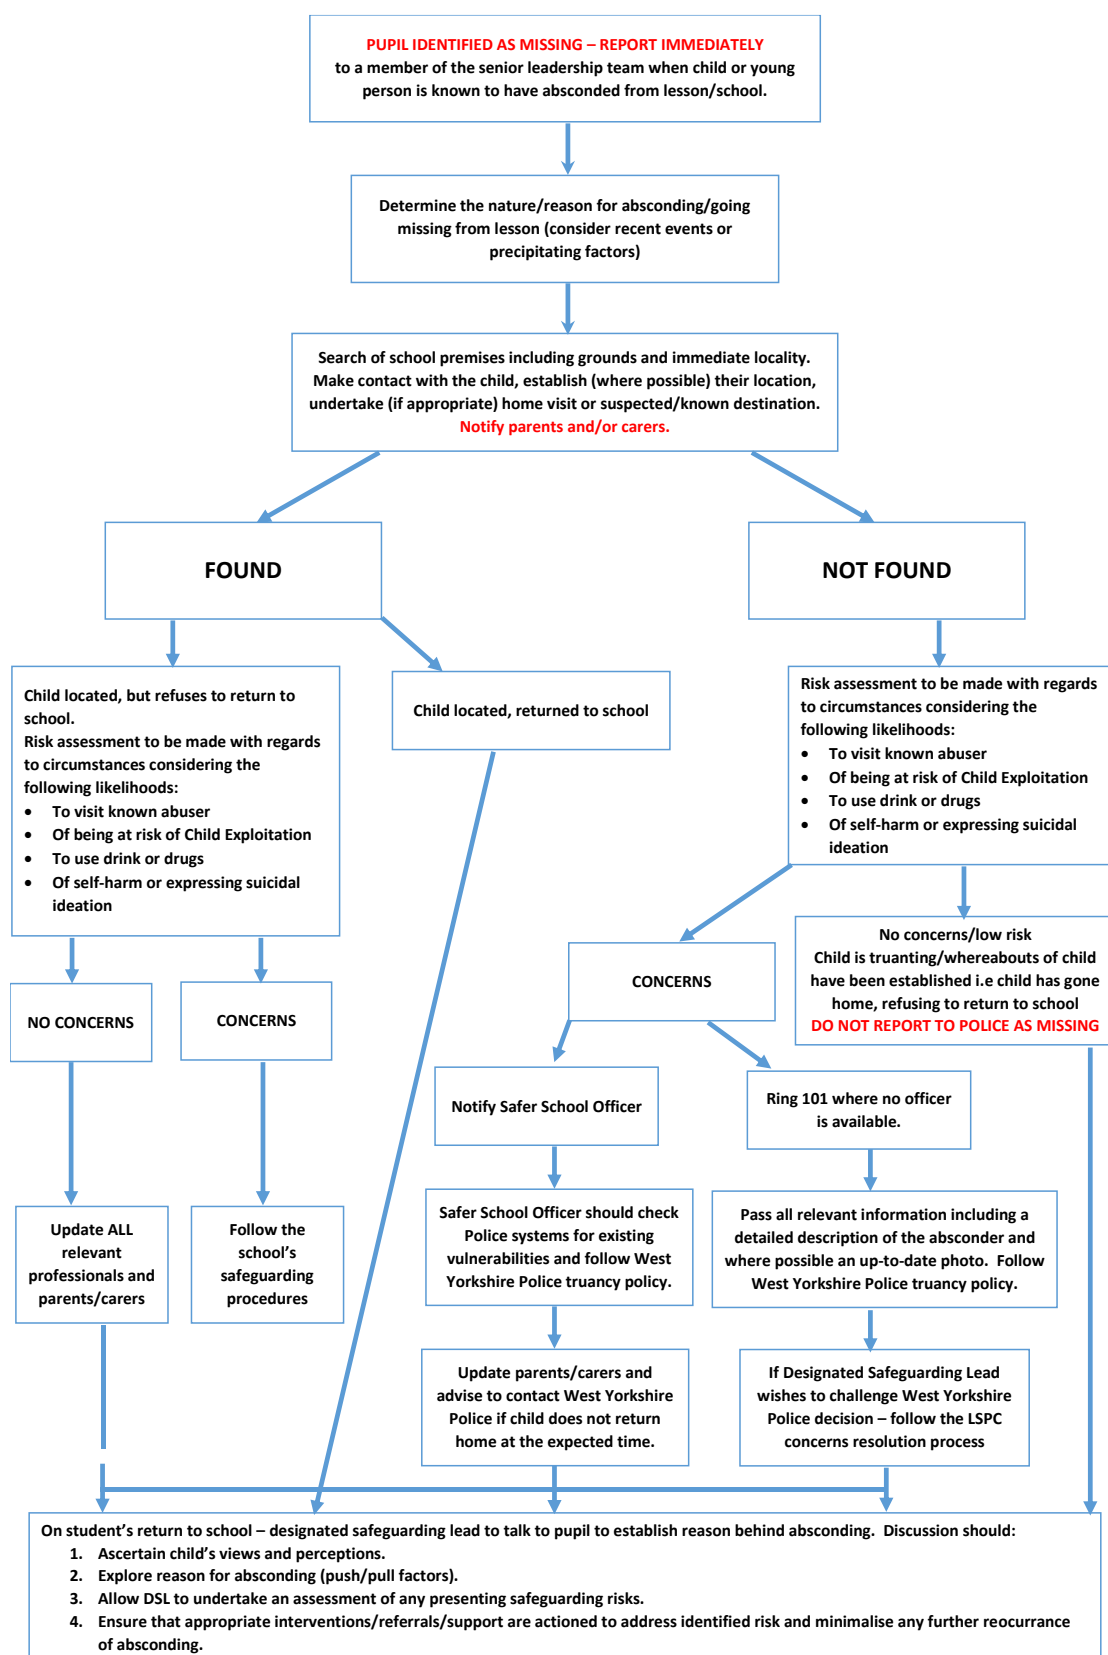 PUPIL IDENTIFIED AS MISSING – REPORT IMMEDIATELY
to a member of the senior leadership team when child or young
person is known to have absconded from lesson/school.
Determine the nature/reason for absconding/going
missing from lesson (consider recent events or
precipitating factors)
Search of school premises including grounds and immediate locality.
Make contact with the child, establish (where possible) their location,
undertake (if appropriate) home visit or suspected/known destination.
Notify parents and/or carers.
FOUND
NOT FOUND
Child located, but refuses to return to
school.
Risk assessment to be made with regards
to circumstances considering the
following likelihoods:
• To visit known abuser
• Of being at risk of Child Exploitation
• To use drink or drugs
• Of self-harm or expressing suicidal
ideation
Child located, returned to school
Risk assessment to be made with regards
to circumstances considering the
following likelihoods:
• To visit known abuser
• Of being at risk of Child Exploitation
• To use drink or drugs
• Of self-harm or expressing suicidal
ideation
NO CONCERNS
CONCERNS
CONCERNS
No concerns/low risk
Child is truanting/whereabouts of child
have been established i.e child has gone
home, refusing to return to school
DO NOT REPORT TO POLICE AS MISSING
Notify Safer School Officer
Ring 101 where no officer
is available.
Update ALL
relevant
professionals and
parents/carers
Follow the
school's
safeguarding
procedures
Safer School Officer should check
Police systems for existing
vulnerabilities and follow West
Yorkshire Police truancy policy.
Pass all relevant information including a
detailed description of the absconder and
where possible an up-to-date photo. Follow
West Yorkshire Police truancy policy.
Update parents/carers and
advise to contact West Yorkshire
Police if child does not return
home at the expected time.
If Designated Safeguarding Lead
wishes to challenge West Yorkshire
Police decision – follow the LSPC
concerns resolution process
On student's return to school – designated safeguarding lead to talk to pupil to establish reason behind absconding. Discussion should:
1. Ascertain child's views and perceptions.
2. Explore reason for absconding (push/pull factors).
3. Allow DSL to undertake an assessment of any presenting safeguarding risks.
4. Ensure that appropriate interventions/referrals/support are actioned to address identified risk and minimalise any further reocurrance
of absconding.